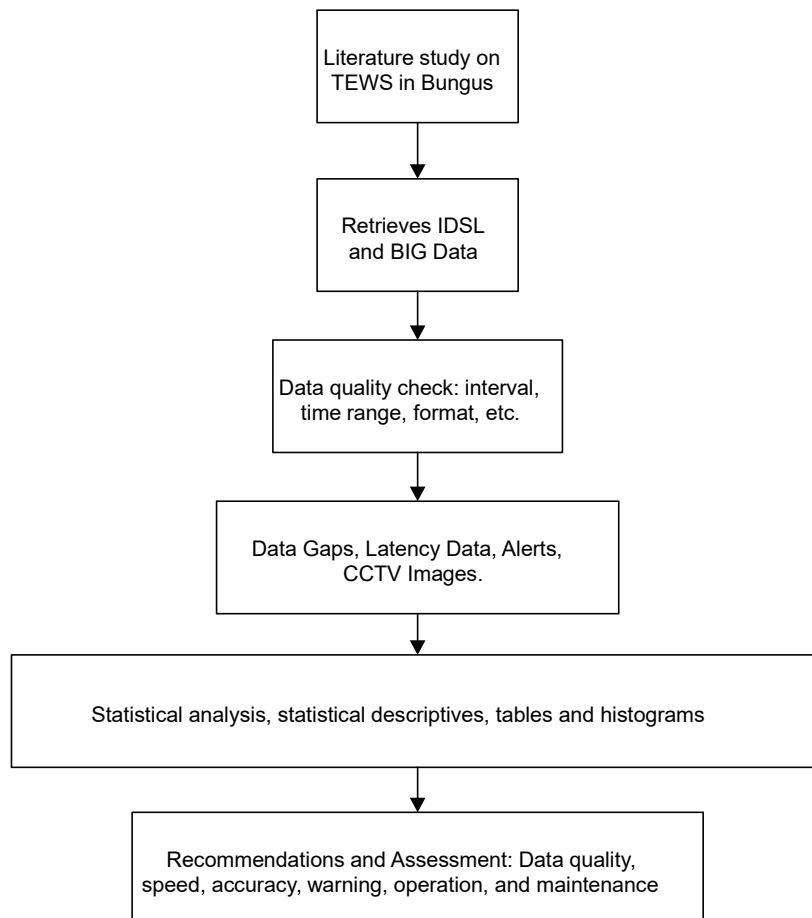 Literature study on
TEWS in Bungus
Retrieves IDSL
and BIG Data
Data quality check: interval,
time range, format, etc.
Data Gaps, Latency Data, Alerts,
CCTV Images.
Statistical analysis, statistical descriptives, tables and histograms
Recommendations and Assessment: Data quality,
speed, accuracy, warning, operation, and maintenance